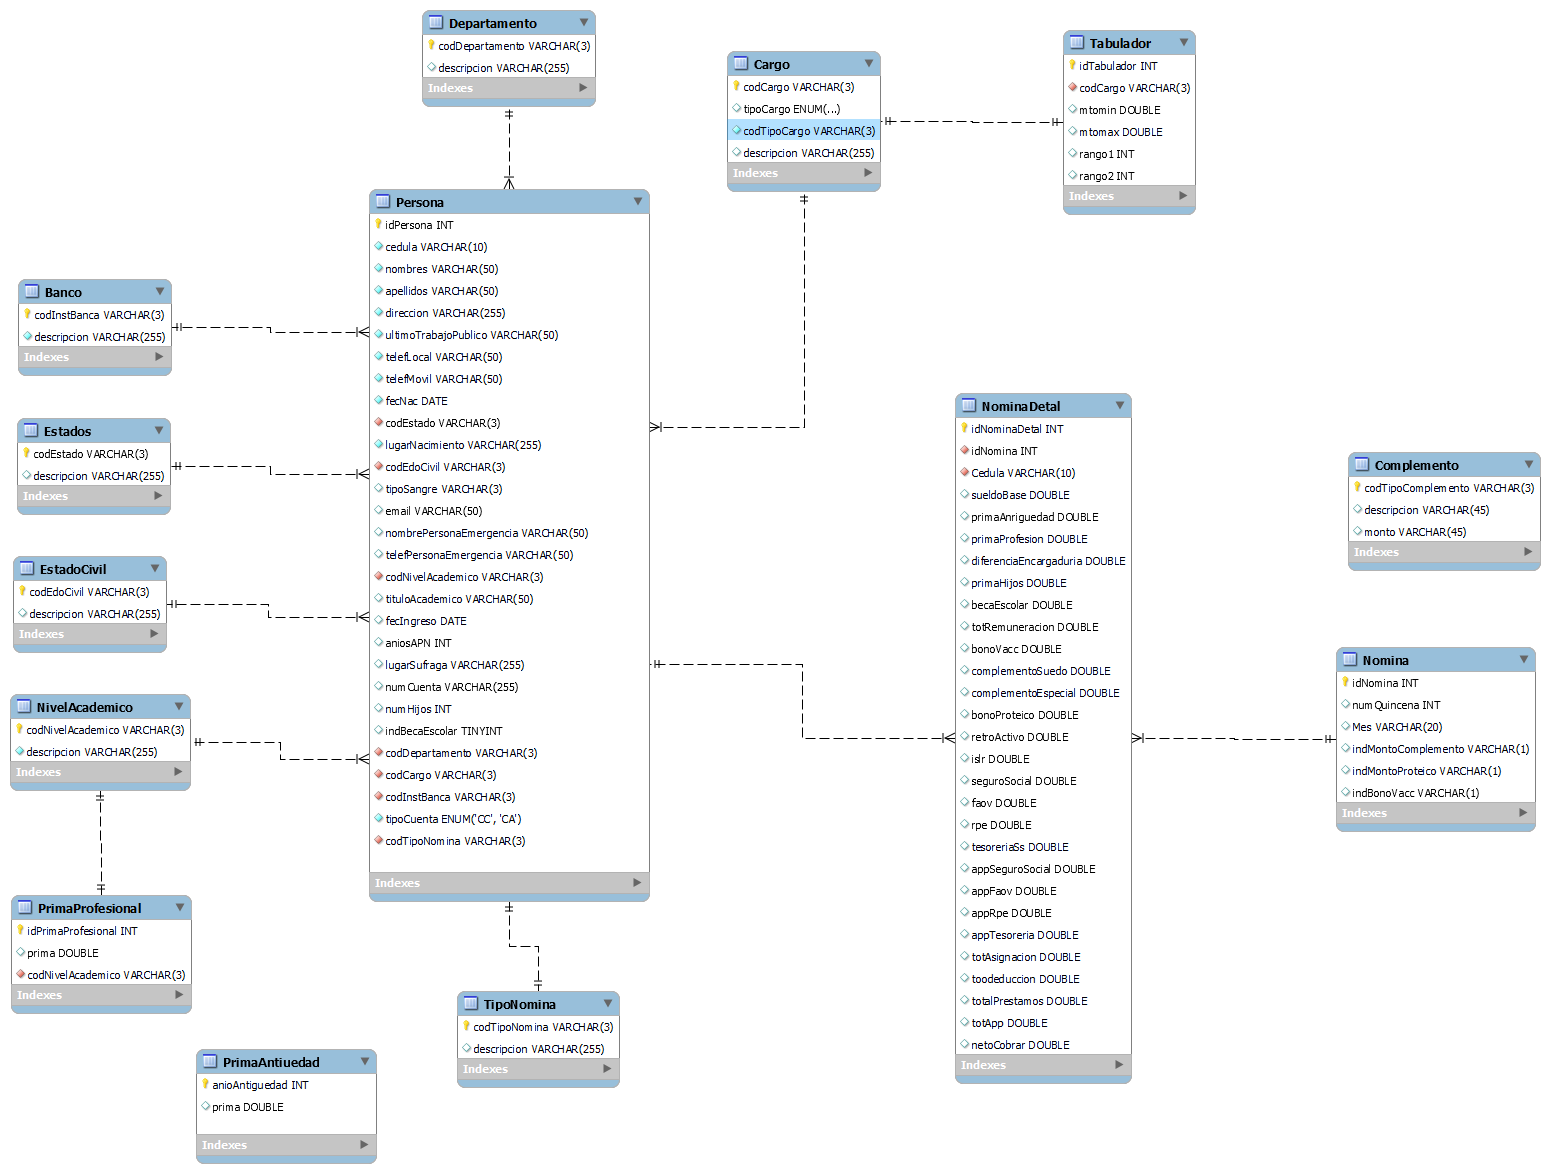 Departamento
codDepartamento VARCHAR(3)
descripcion VARCHAR(255)
Indexes
Cargo
codCargo VARCHAR(3)
tipoCargo ENUM(...)
codTipoCargo VARCHAR(3)
descripcion VARCHAR(255)
Indexes
Tabulador
idTabulador INT
codCargo VARCHAR(3)
mtomin DOUBLE
mtomax DOUBLE
rango1 INT
rango2 INT
Indexes
Persona
idPersona INT
cedula VARCHAR(10)
nombres VARCHAR(50)
apellidos VARCHAR(50)
direccion VARCHAR(255)
ultimoTrabajoPublico VARCHAR(50)
telefLocal VARCHAR(50)
telefMovil VARCHAR(50)
fecNac DATE
codEstado VARCHAR(3)
lugarNacimiento VARCHAR(255)
codEdoCivil VARCHAR(3)
tipoSangre VARCHAR(3)
email VARCHAR(50)
nombrePersonaEmergencia VARCHAR(50)
telefPersonaEmergencia VARCHAR(50)
codNivelAcademico VARCHAR(3)
tituloAcademico VARCHAR(50)
fecIngreso DATE
aniosAPN INT
lugarSufraga VARCHAR(255)
numCuenta VARCHAR(255)
numHijos INT
indBecaEscolar TINYINT
codDepartamento VARCHAR(3)
codCargo VARCHAR(3)
codInstBanca VARCHAR(3)
tipoCuenta ENUM('CC', 'CA')
codTipoNomina VARCHAR(3)
Indexes
Banco
codInstBanca VARCHAR(3)
descripcion VARCHAR(255)
Indexes
Estados
codEstado VARCHAR(3)
descripcion VARCHAR(255)
Indexes
EstadoCivil
codEdoCivil VARCHAR(3)
descripcion VARCHAR(255)
Indexes
NivelAcademico
codNivelAcademico VARCHAR(3)
descripcion VARCHAR(255)
Indexes
PrimaProfesional
idPrimaProfesional INT
prima DOUBLE
codNivelAcademico VARCHAR(3)
Indexes
PrimaAntiuedad
anioAntiguedad INT
prima DOUBLE
Indexes
TipoNomina
codTipoNomina VARCHAR(3)
descripcion VARCHAR(255)
Indexes
NominaDetal
idNominaDetal INT
idNomina INT
Cedula VARCHAR(10)
sueldoBase DOUBLE
primaAnriguedad DOUBLE
primaProfesion DOUBLE
diferenciaEncargaduria DOUBLE
primaHijos DOUBLE
becaEscolar DOUBLE
totRemuneracion DOUBLE
bonoVacc DOUBLE
complementoSuedo DOUBLE
complementoEspecial DOUBLE
bonoProteico DOUBLE
retroActivo DOUBLE
islr DOUBLE
seguroSocial DOUBLE
faov DOUBLE
rpe DOUBLE
tesoreriaSs DOUBLE
appSeguroSocial DOUBLE
appFaov DOUBLE
appRpe DOUBLE
appTesoreria DOUBLE
totAsignacion DOUBLE
toodeduccion DOUBLE
totalPrestamos DOUBLE
totApp DOUBLE
netoCobrar DOUBLE
Indexes
Complemento
codTipoComplemento VARCHAR(3)
descripcion VARCHAR(45)
monto VARCHAR(45)
Indexes
Nomina
idNomina INT
numQuincena INT
Mes VARCHAR(20)
indMontoComplemento VARCHAR(1)
indMontoProteico VARCHAR(1)
indBonoVacc VARCHAR(1)
Indexes